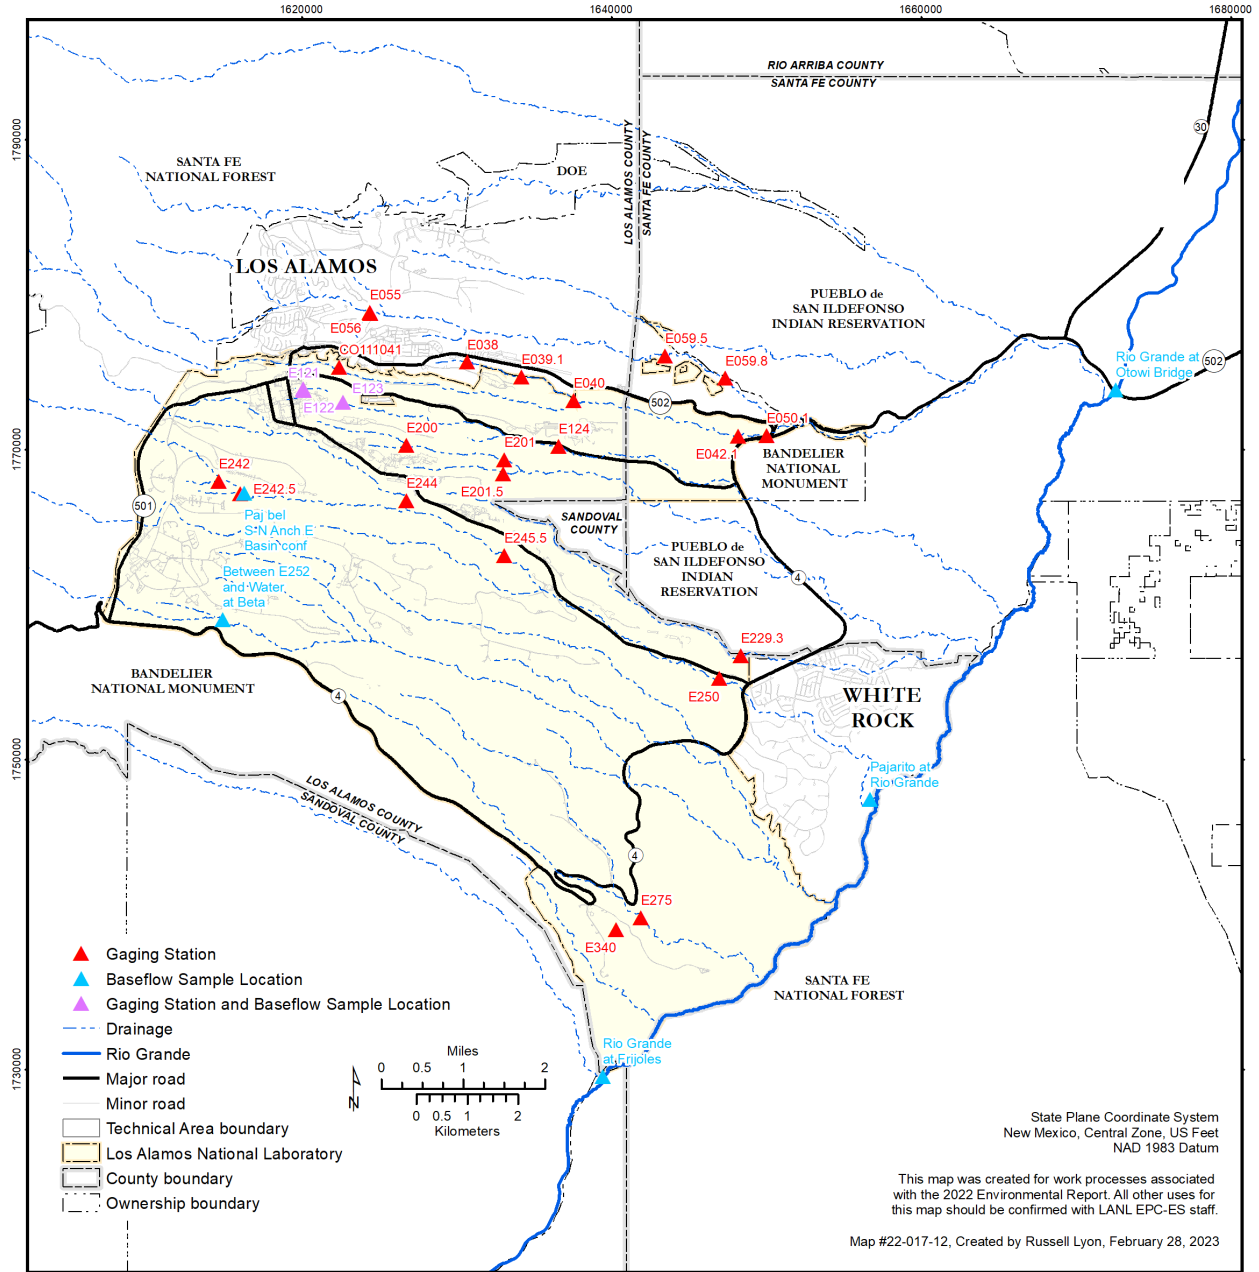 1620000
1640000
1660000
1680000
RIO ARRIBA COUNTY
SANTA FE COUNTY
30
1790000
LOS ALAMOS COUNTY
SANTA FE COUNTY
SANTA FE
NATIONAL FOREST
DOE
LOS ALAMOS
PUEBLO de
SAN ILDEFONSO
INDIAN RESERVATION
E055
E056
CO111041
E038
E039.1
E059.5
E059.8
Rio Grande at
Otowi Bridge
502
E121
E123
E122
E040
502
E050.1
E042.1
E200
E201
E124
BANDELIER
NATIONAL
MONUMENT
1770000
E242
E242.5
E244
E201.5
501
Paj bel
S-N Anch E
Basin conf
SANDOVAL
COUNTY
E245.5
PUEBLO de
SAN ILDEFONSO
INDIAN
RESERVATION
4
Between E252
and Water
at Beta
E229.3
E250
BANDELIER
NATIONAL MONUMENT
4
WHITE
ROCK
1750000
Pajarito at
Rio Grande
LOS ALAMOS COUNTY
SANDOVAL COUNTY
4
E275
E340
SANTA FE
NATIONAL FOREST
Rio Grande
at Frijoles
1730000
Gaging Station
Baseflow Sample Location
Gaging Station and Baseflow Sample Location
Drainage
Rio Grande
Major road
Minor road
Technical Area boundary
Los Alamos National Laboratory
County boundary
Ownership boundary
N
Miles
0 0.5 1 2
0 0.5 1 2
Kilometers
State Plane Coordinate System
New Mexico, Central Zone, US Feet
NAD 1983 Datum
This map was created for work processes associated
with the 2022 Environmental Report. All other uses for
this map should be confirmed with LANL EPC-ES staff.
Map #22-017-12, Created by Russell Lyon, February 28, 2023